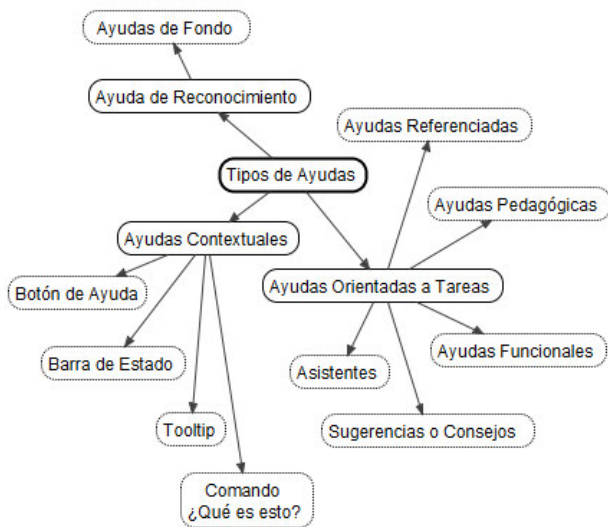 Ayudas de Fondo
Ayuda de Reconocimiento
Ayudas Referenciadas
Tipos de Ayudas
Ayudas Pedagógicas
Ayudas Contextuales
Botón de Ayuda
Ayudas Orientadas a Tareas
Barra de Estado
Asistentes
Ayudas Funcionales
Tooltip
Sugerencias o Consejos
Comando
¿Qué es esto?